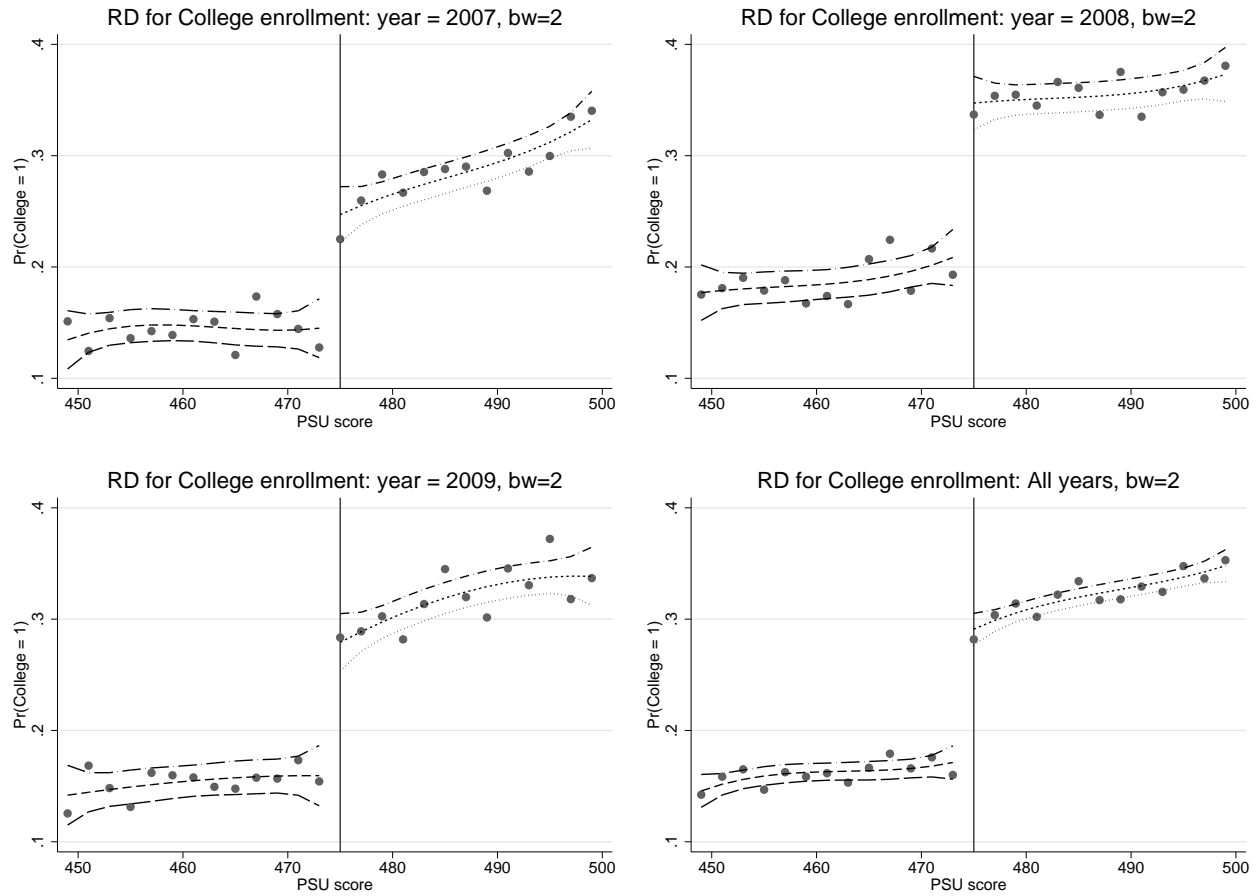 RD for College enrollment: year = 2007, bw=2
Pr(College = 1)
.4
.3
.2
.1
450 460 470 480 490 500
PSU score
RD for College enrollment: year = 2008, bw=2
Pr(College = 1)
.4
.3
.2
.1
450 460 470 480 490 500
PSU score
RD for College enrollment: year = 2009, bw=2
Pr(College = 1)
.4
.3
.2
.1
450 460 470 480 490 500
PSU score
RD for College enrollment: All years, bw=2
Pr(College = 1)
.4
.3
.2
.1
450 460 470 480 490 500
PSU score